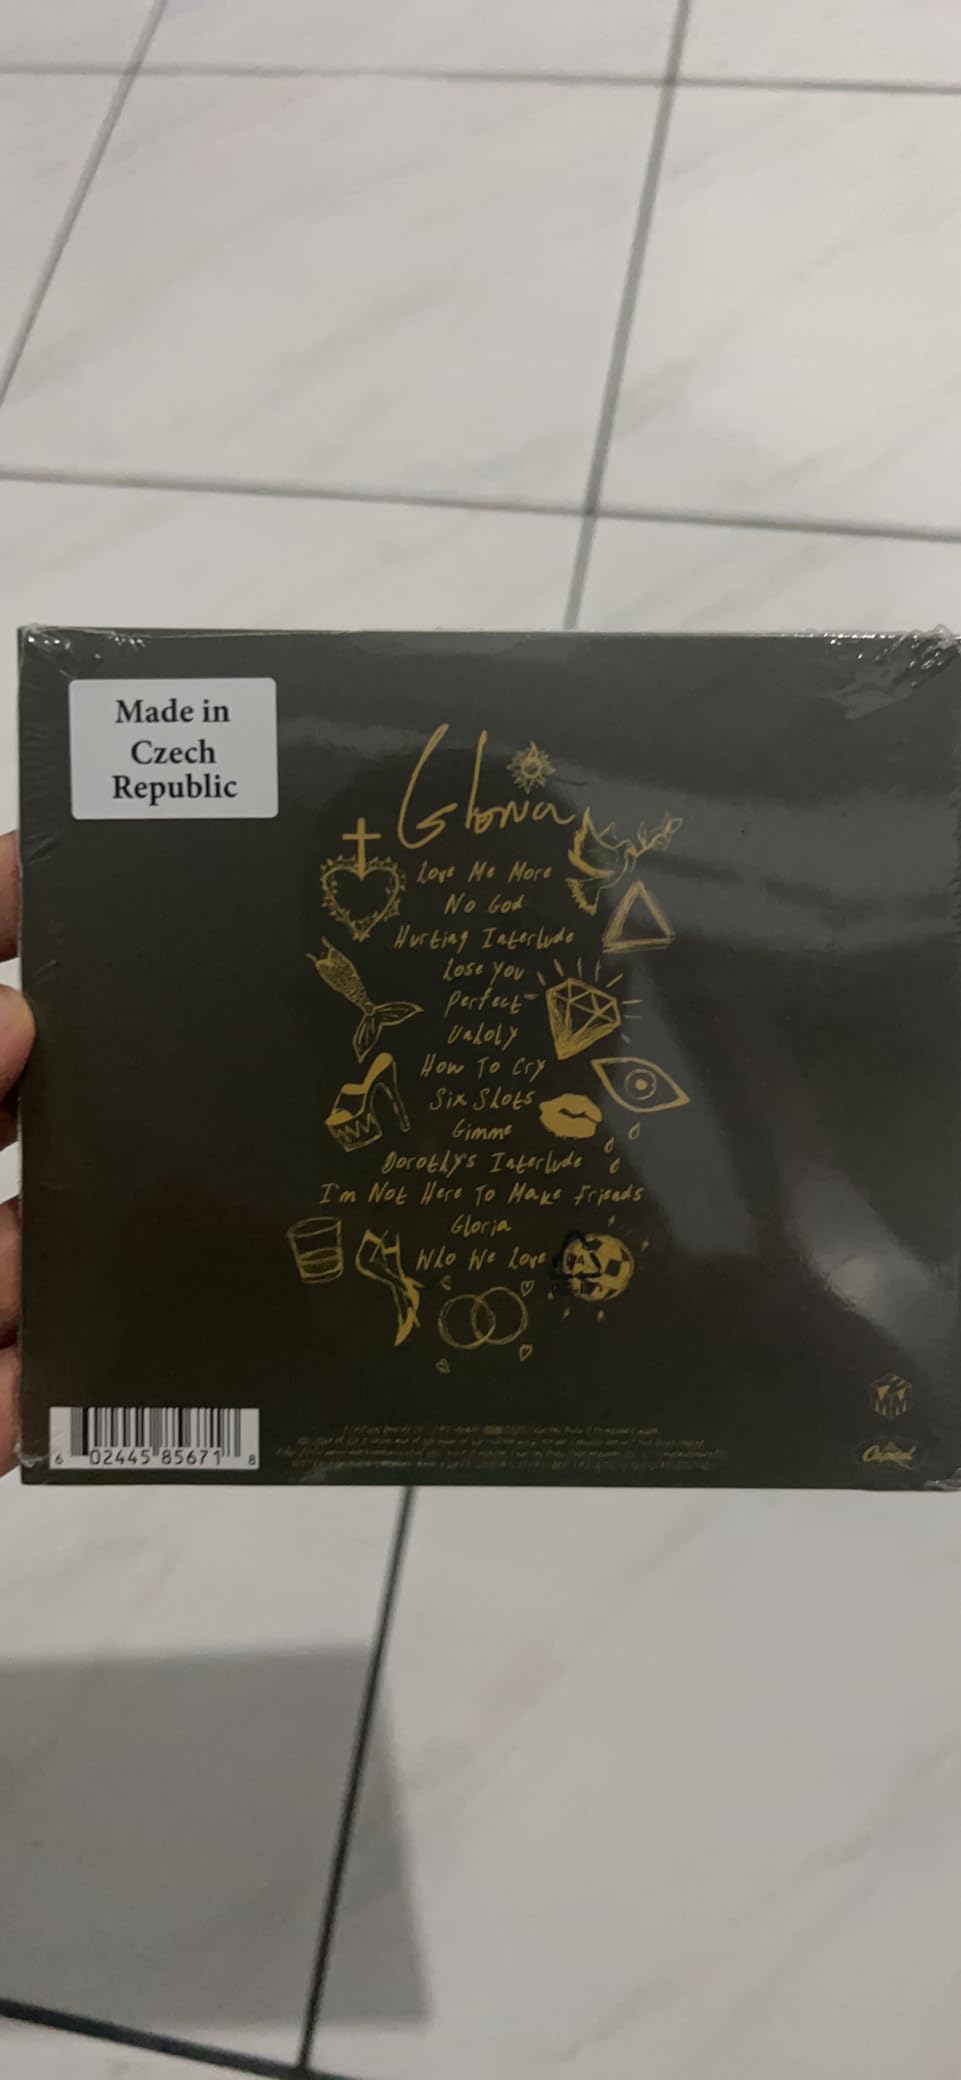 Made in
Czech
Republic
Gloria
Love Me More
No God
Hurting Interlude
Lose You
Perfect
Unholy
How To Cry
Six Shots
Gimme
Dorothy's Interlude
I'm Not Here To Make Friends
Gloria
Who We Love
6 02445 85671 8
Capitol